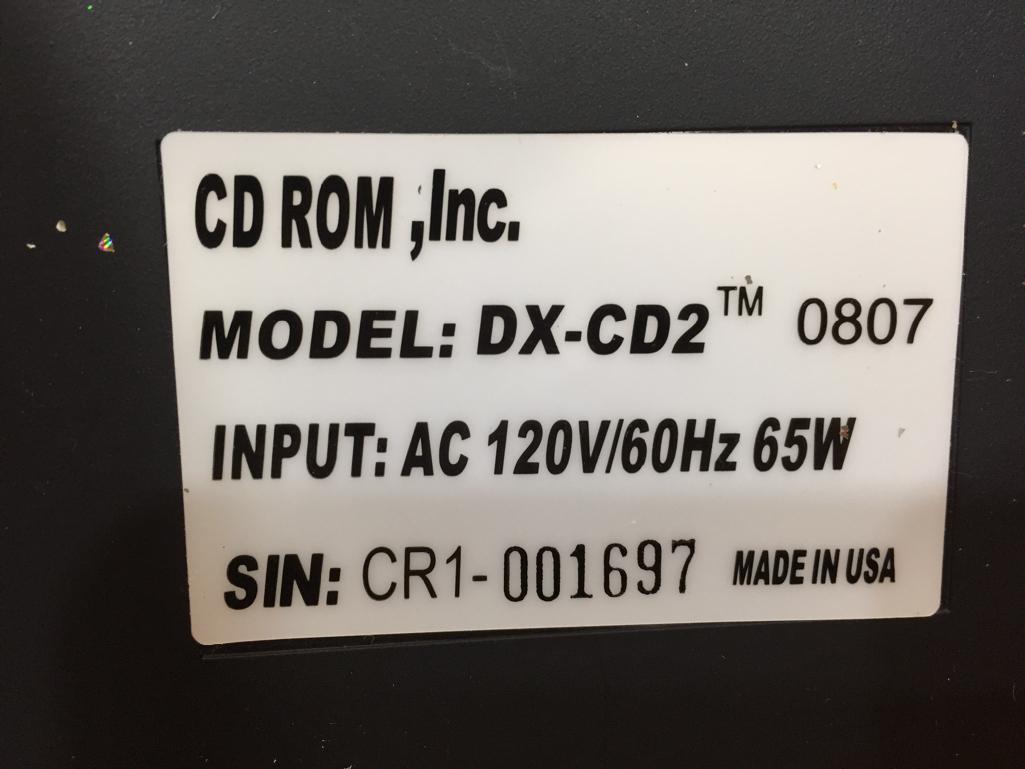 CD ROM ,Inc.
MODEL: DX-CD2™ 0807
INPUT: AC 120V/60Hz 65W
SIN: CR1-001697 MADE IN USA